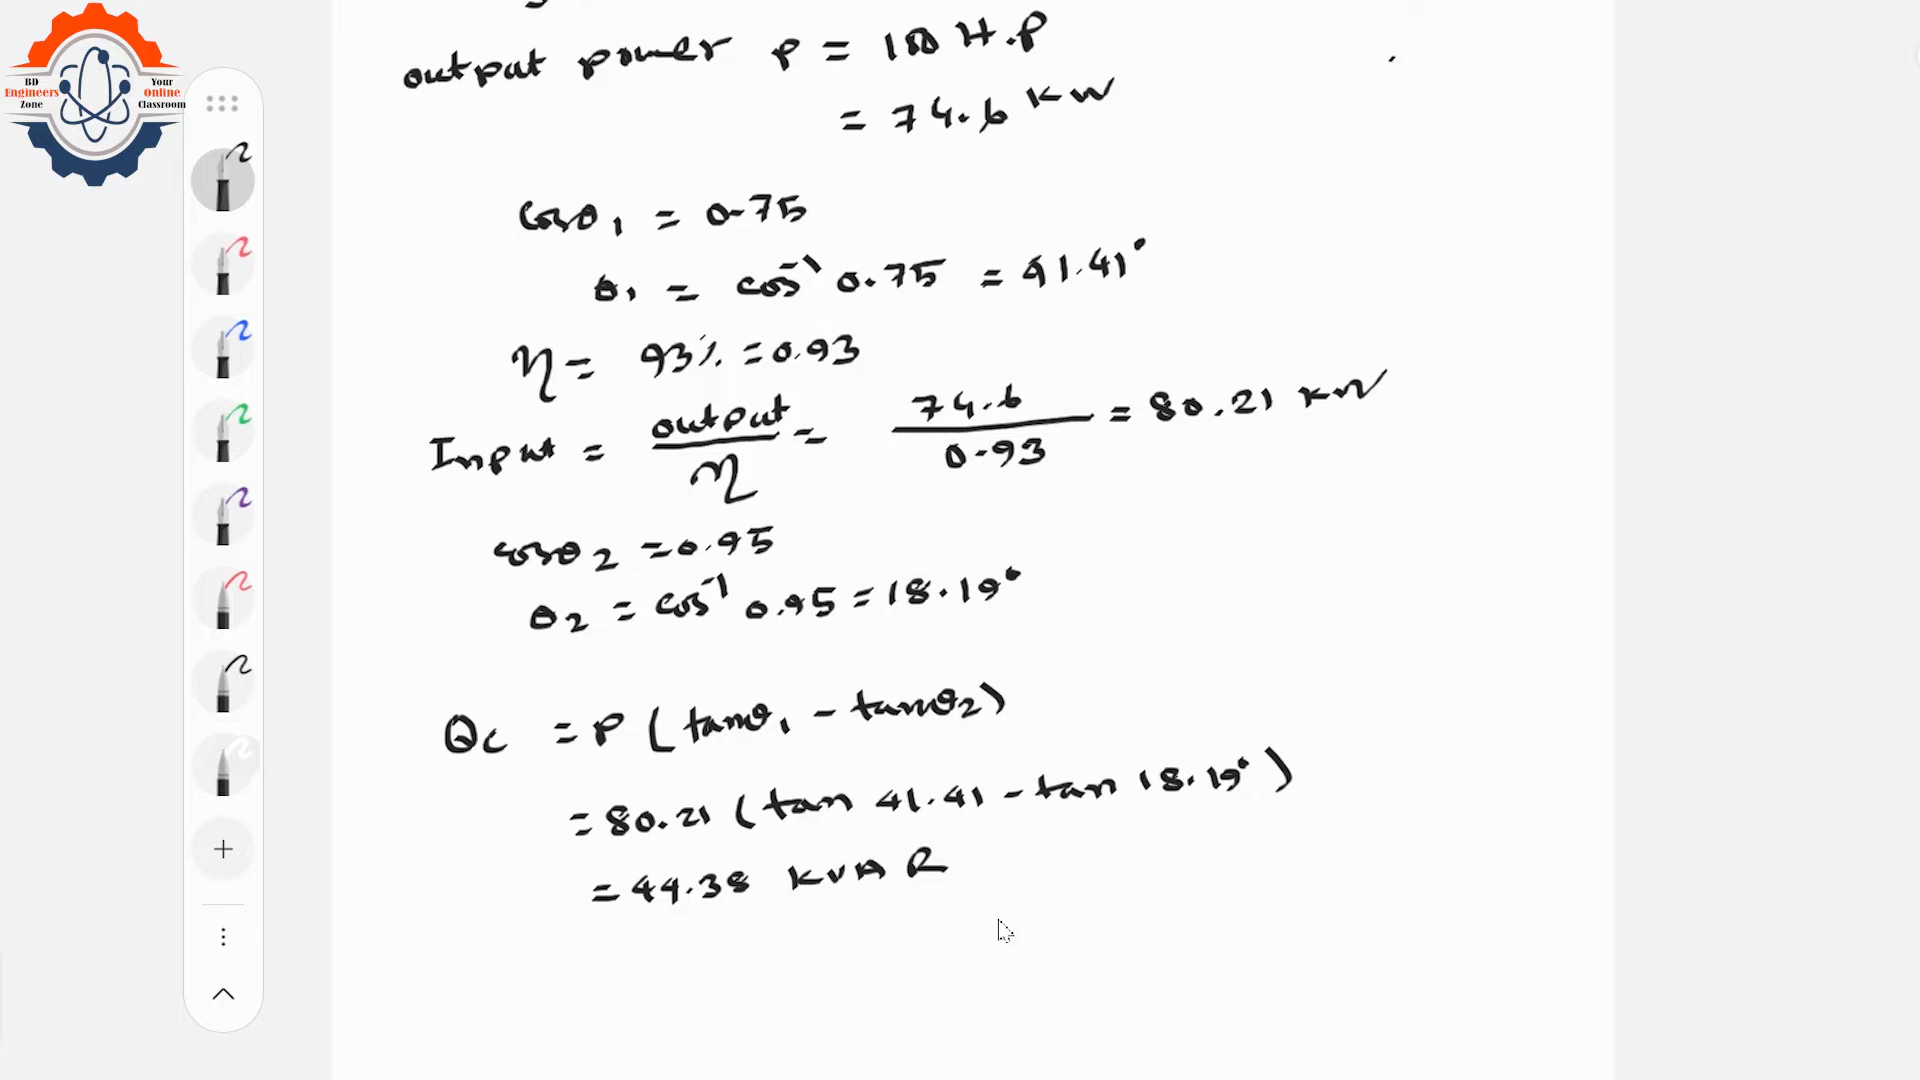 BD
Engineers
Zone
Your
Online
Classroom
output power P = 100 H.P
= 74.6 KW
cosθ₁ = 0.75
θ₁ = cos⁻¹ 0.75 = 41.41°
η = 93% = 0.93
Input = output/η = 74.6/0.93 = 80.21 KW
cosθ₂ = 0.95
θ₂ = cos⁻¹ 0.95 = 18.19°
Qc = P (tanθ₁ - tanθ₂)
= 80.21 (tan 41.41 - tan 18.19°)
= 44.38 KVAR